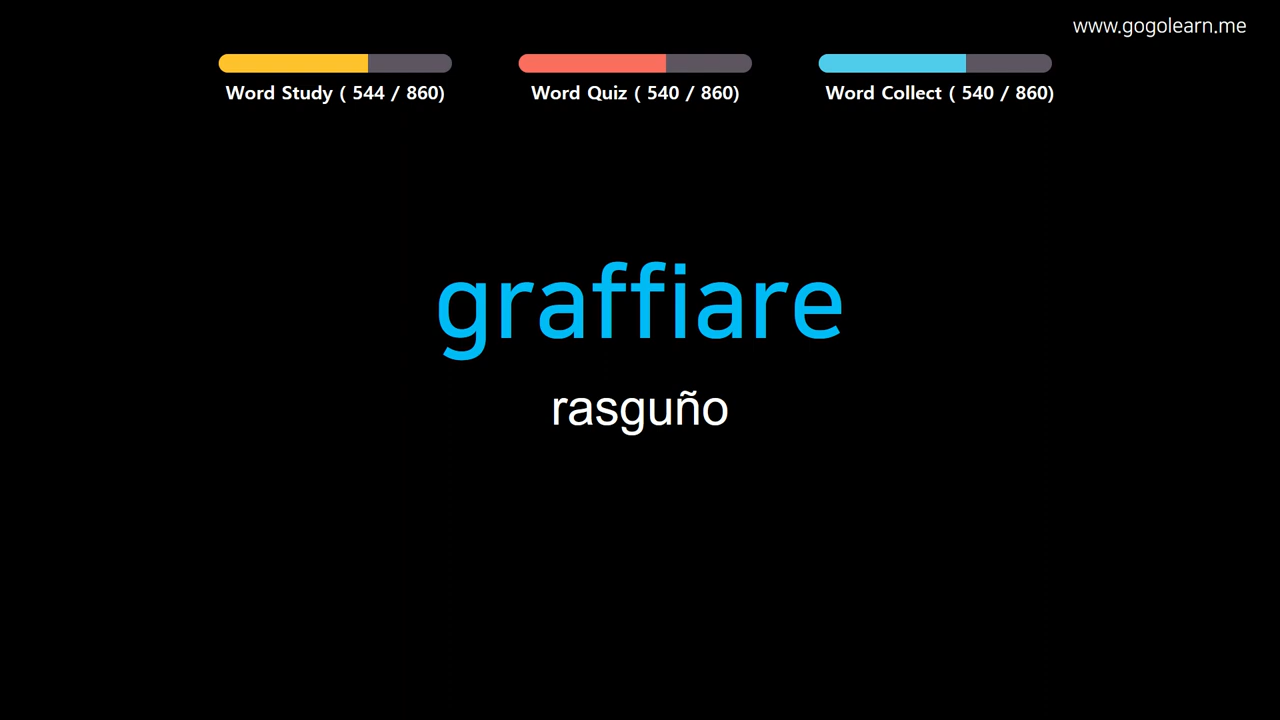 www.gogolearn.me
Word Study ( 544 / 860)
Word Quiz ( 540 / 860)
Word Collect ( 540 / 860)
graffiare
rasguño